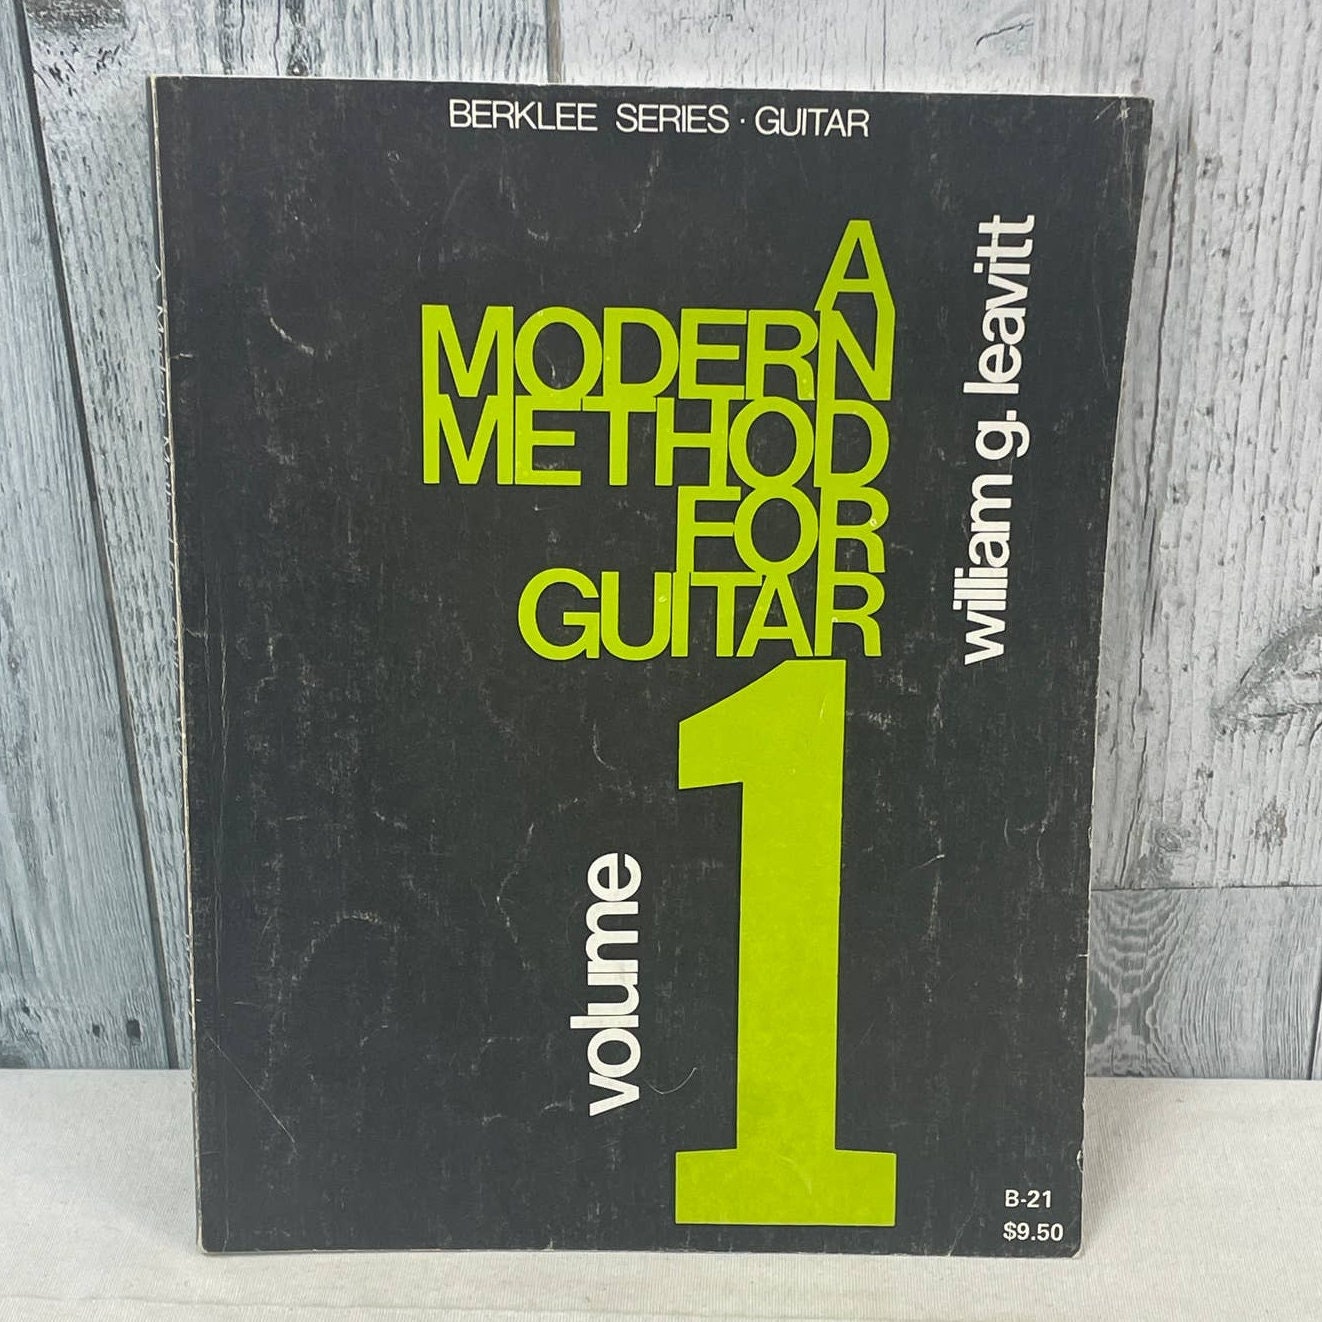 BERKLEE SERIES · GUITAR
A
MODERN
METHOD
FOR
GUITAR
1
volume
william g. leavitt
B-21
$9.50